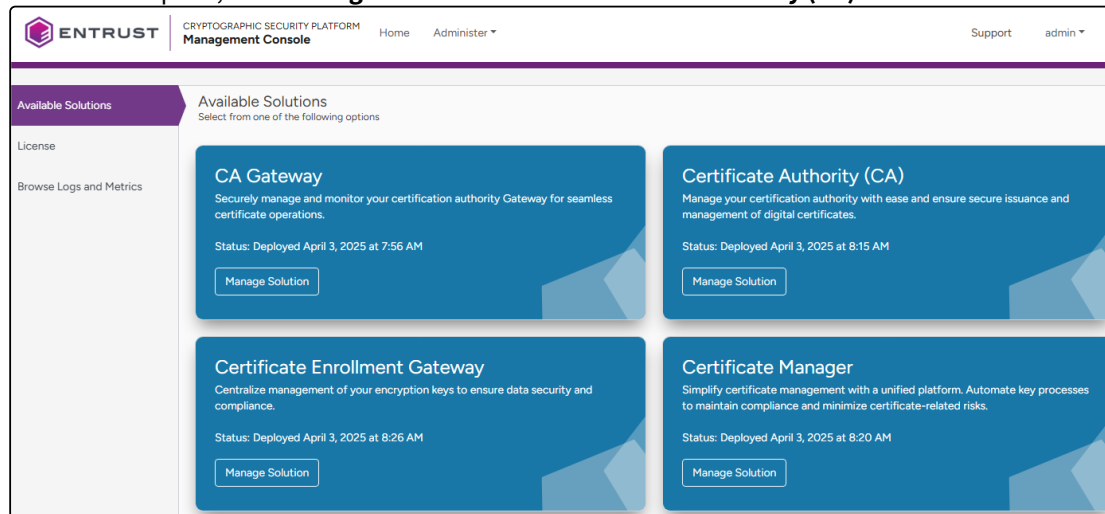 ENTRUST
CRYPTOGRAPHIC SECURITY PLATFORM
Management Console
Home
Administer
Support
admin
Available Solutions
License
Browse Logs and Metrics
Available Solutions
Select from one of the following options
CA Gateway
Securely manage and monitor your certification authority Gateway for seamless
certificate operations.
Status: Deployed April 3, 2025 at 7:56 AM
Manage Solution
Certificate Authority (CA)
Manage your certification authority with ease and ensure secure issuance and
management of digital certificates.
Status: Deployed April 3, 2025 at 8:15 AM
Manage Solution
Certificate Enrollment Gateway
Centralize management of your encryption keys to ensure data security and
compliance.
Status: Deployed April 3, 2025 at 8:26 AM
Manage Solution
Certificate Manager
Simplify certificate management with a unified platform. Automate key processes
to maintain compliance and minimize certificate-related risks.
Status: Deployed April 3, 2025 at 8:20 AM
Manage Solution